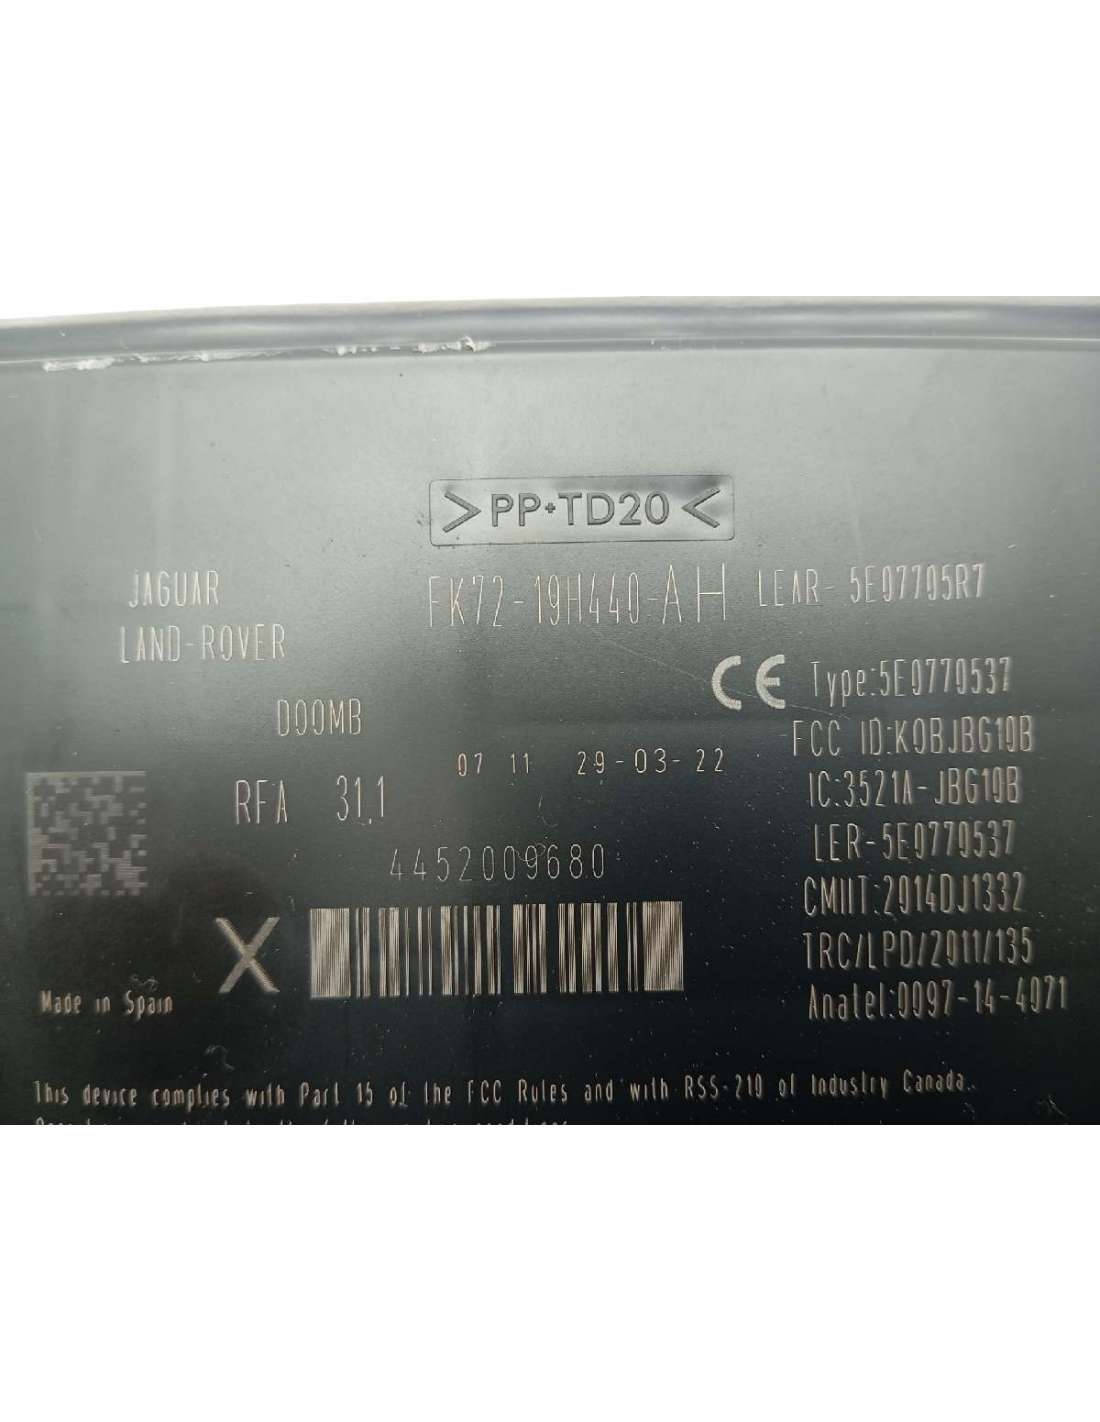 >PP+TD20<
JAGUAR
LAND-ROVER
FK72-19H440-AH
LEAR-5E07705R7
CE
Type:5E0770537
D00MB
FCC ID:K0BJBG10B
07 11 29-03-22
RFA 31.1
IC:3521A-JBG10B
LER-5E0770537
4452009680
CMIIT:2014DJ1332
X
TRC/LPD/2011/135
Made in Spain
Anatel:0097-14-4071
This device complies with Part 15 of the FCC Rules and with RSS-210 of Industry Canada.